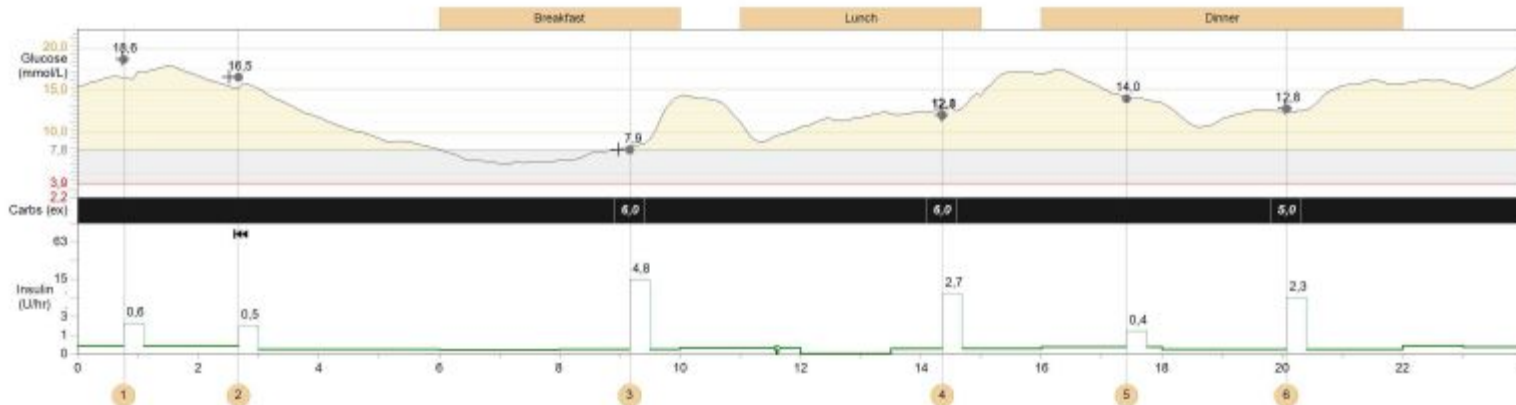 Breakfast Lunch Dinner
20,0
Glucose
(mmol/L)
15,0
10,0
7,8
3,9
2,2
18,6 16,5 7,9 14,0 12,8
Carbs (ex) 6,0 6,0 5,0
63
15
Insulin
(U/hr)
3
1
0
0,6 0,5 4,8 2,7 0,4 2,3
0 2 4 6 8 10 12 14 16 18 20 22
1 2 3 4 5 6